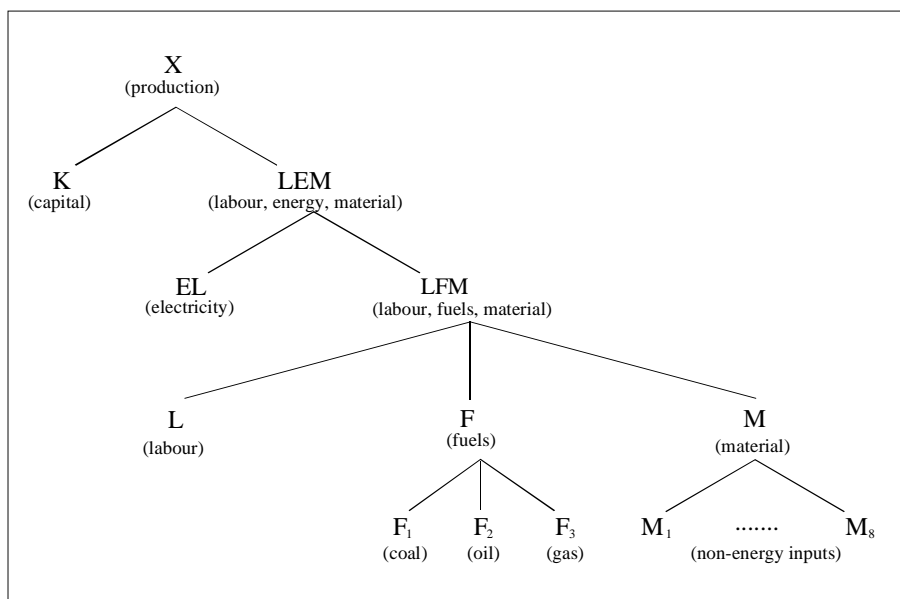 X
(production)
K LEM
(capital) (labour, energy, material)
EL LFM
(electricity) (labour, fuels, material)
L F M
(labour) (fuels) (material)
F₁ F₂ F₃ M₁ ....... M₈
(coal) (oil) (gas) (non-energy inputs)